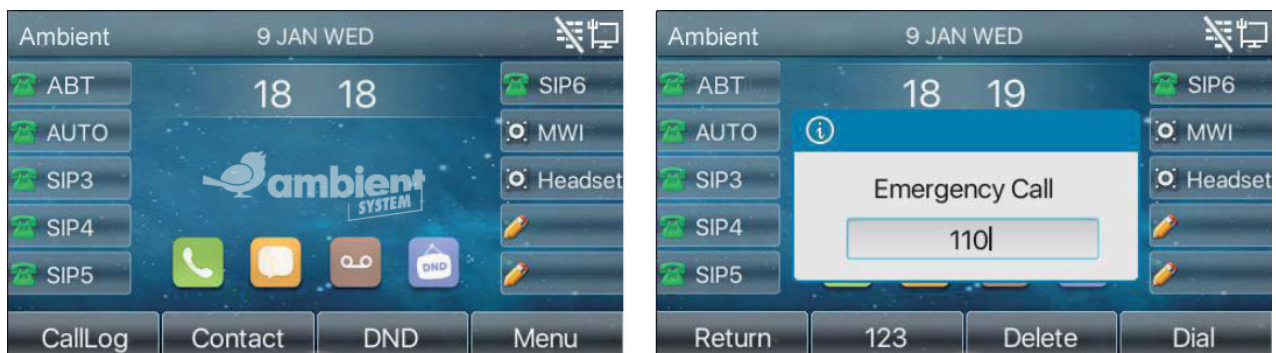 Ambient 9 JAN WED
ABT 18 18 SIP6
AUTO MWI
SIP3 ambient Headset
SYSTEM
SIP4
SIP5 DND
CallLog Contact DND Menu
Ambient 9 JAN WED
ABT 18 19 SIP6
AUTO MWI
SIP3 Emergency Call Headset
SIP4 110
SIP5
Return 123 Delete Dial